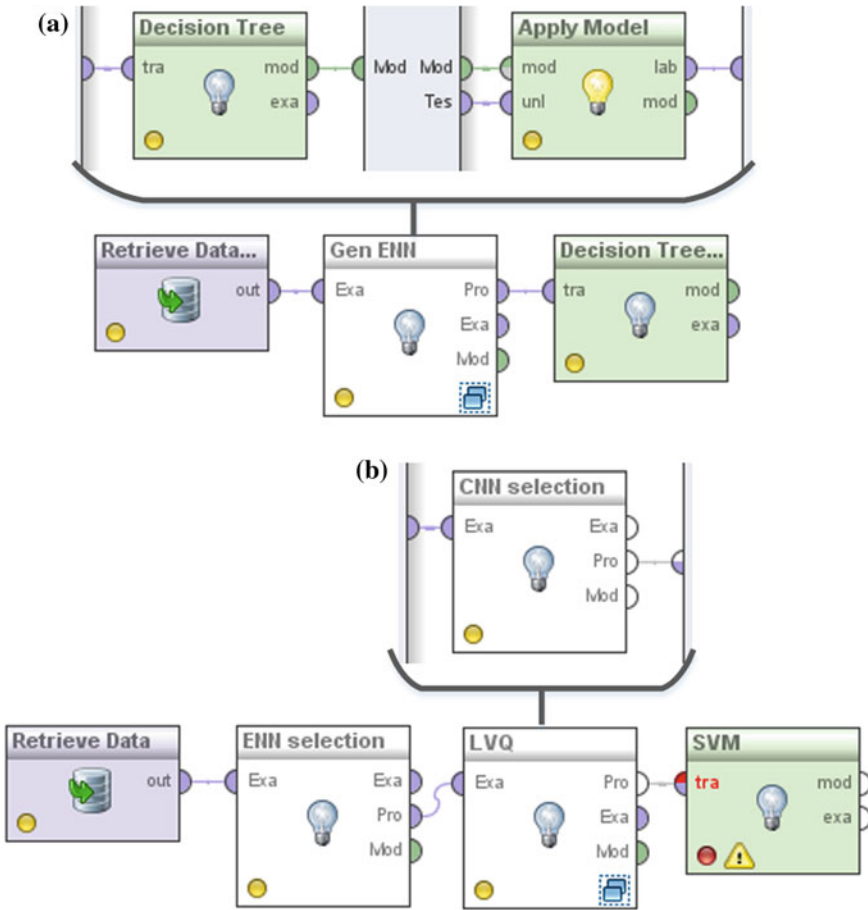 (a)
Decision Tree
tra mod
exa
Mod Mod
Tes
Apply Model
mod lab
unl mod
Retrieve Data...
out
Gen ENN
Exa Pro
Exa
Mod
Decision Tree...
tra mod
exa
(b)
CNN selection
Exa Exa
Pro
Mod
Retrieve Data
out
ENN selection
Exa Exa
Pro
Mod
LVQ
Exa Pro
Exa
Mod
SVM
tra mod
exa